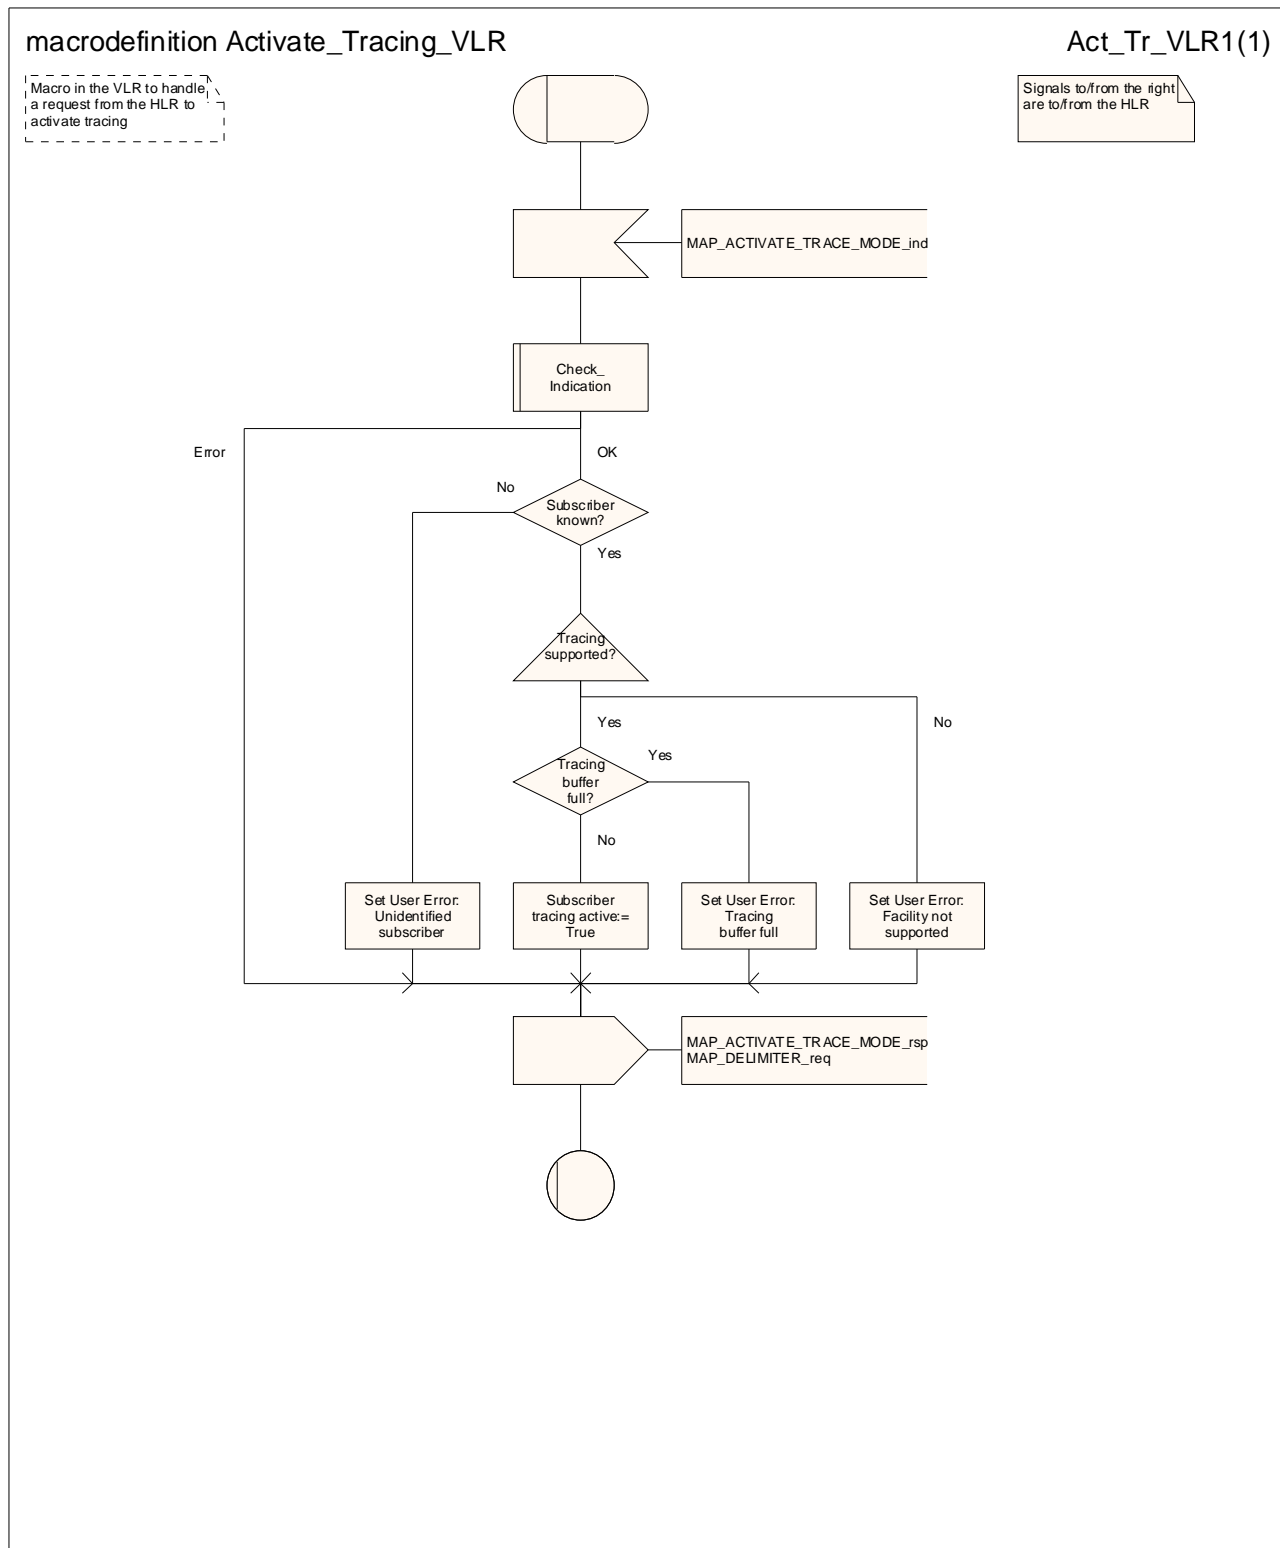 macrodefinition Activate_Tracing_VLR
Act_Tr_VLR1(1)
Macro in the VLR to handle
a request from the HLR to
activate tracing
Signals to/from the right
are to/from the HLR
MAP_ACTIVATE_TRACE_MODE_ind
Check_
Indication
Error
OK
No
Subscriber
known?
Yes
Tracing
supported?
Yes
No
Yes
Tracing
buffer
full?
No
Set User Error:
Unidentified
subscriber
Subscriber
tracing active:=
True
Set User Error:
Tracing
buffer full
Set User Error:
Facility not
supported
MAP_ACTIVATE_TRACE_MODE_rsp
MAP_DELIMITER_req